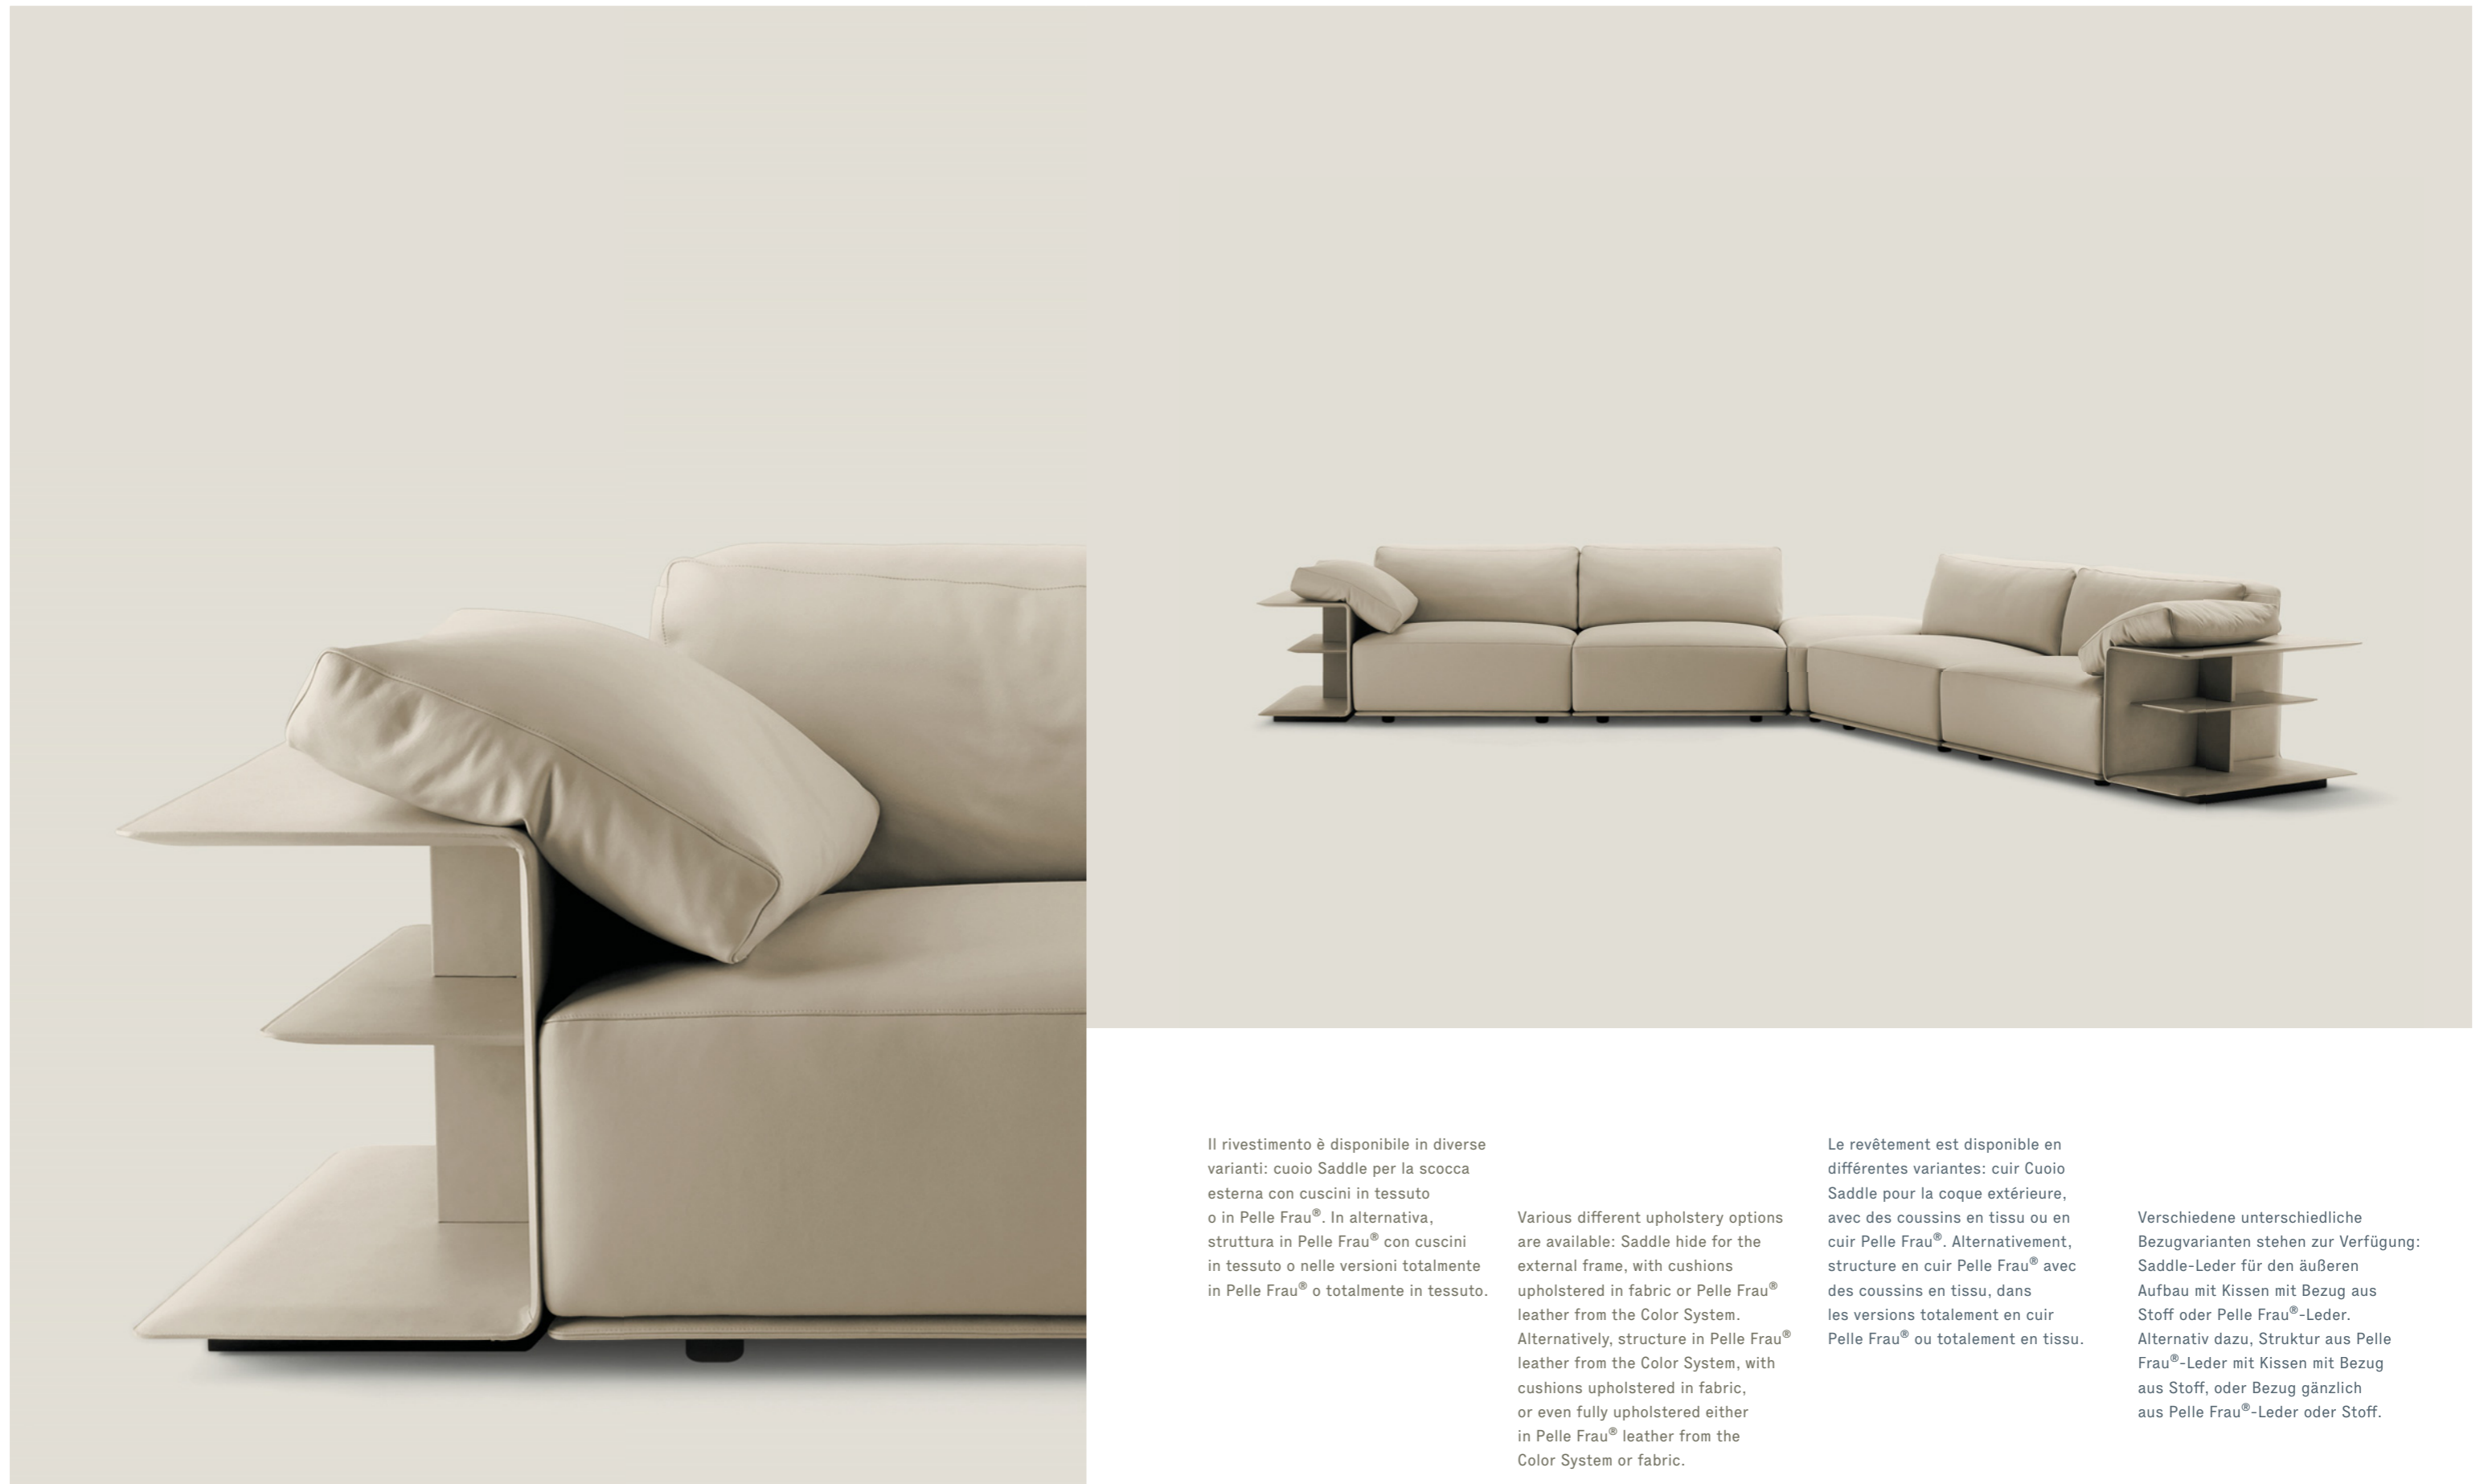 Il rivestimento è disponibile in diverse
varianti: cuoio Saddle per la scocca
esterna con cuscini in tessuto
o in Pelle Frau®. In alternativa,
struttura in Pelle Frau® con cuscini
in tessuto o nelle versioni totalmente
in Pelle Frau® o totalmente in tessuto.
Various different upholstery options
are available: Saddle hide for the
external frame, with cushions
upholstered in fabric or Pelle Frau®
leather from the Color System.
Alternatively, structure in Pelle Frau®
leather from the Color System, with
cushions upholstered in fabric,
or even fully upholstered either
in Pelle Frau® leather from the
Color System or fabric.
Le revêtement est disponible en
différentes variantes: cuir Cuoio
Saddle pour la coque extérieure,
avec des coussins en tissu ou en
cuir Pelle Frau®. Alternativement,
structure en cuir Pelle Frau® avec
des coussins en tissu, dans
les versions totalement en cuir
Pelle Frau® ou totalement en tissu.
Verschiedene unterschiedliche
Bezugvarianten stehen zur Verfügung:
Saddle-Leder für den äußeren
Aufbau mit Kissen mit Bezug aus
Stoff oder Pelle Frau®-Leder.
Alternativ dazu, Struktur aus Pelle
Frau®-Leder mit Kissen mit Bezug
aus Stoff, oder Bezug gänzlich
aus Pelle Frau®-Leder oder Stoff.